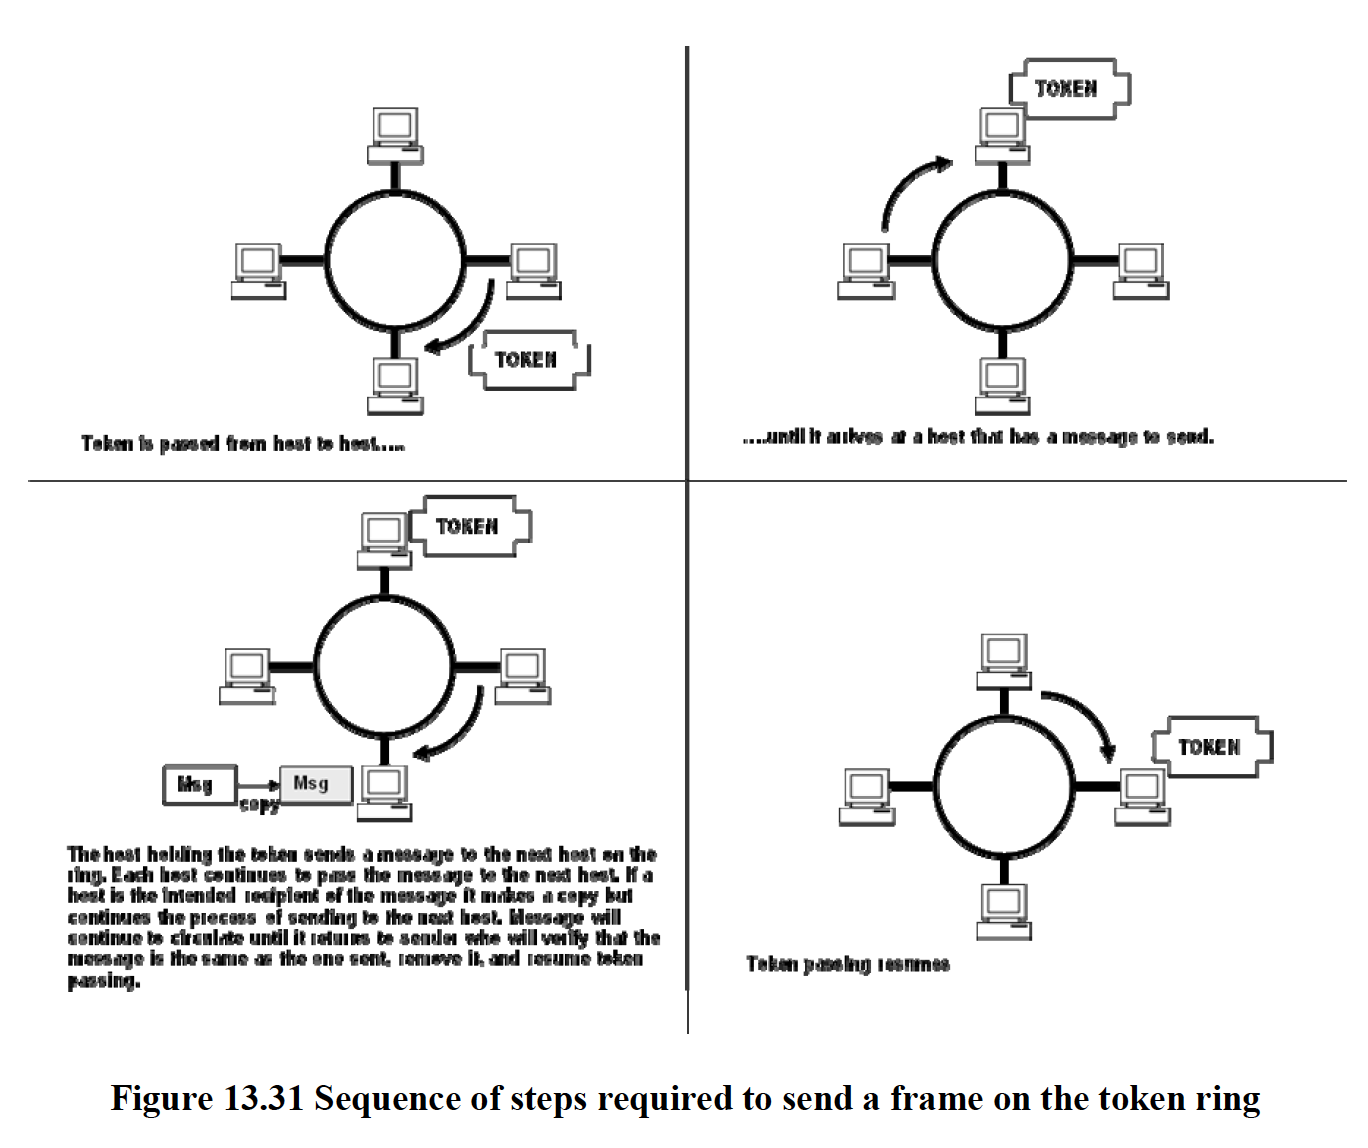 TOKEN
Token is passed from host to host.....
TOKEN
....until it arrives at a host that has a message to send.
TOKEN
Msg
copy
Msg
The host holding the token sends a message to the next host on the
ring. Each host continues to pass the message to the next host. If a
host is the intended recipient of the message it makes a copy but
continues the process of sending to the next host. Message will
continue to circulate until it returns to sender who will verify that the
message is the same as the one sent, remove it, and resume token
passing.
TOKEN
Token passing resumes
Figure 13.31 Sequence of steps required to send a frame on the token ring